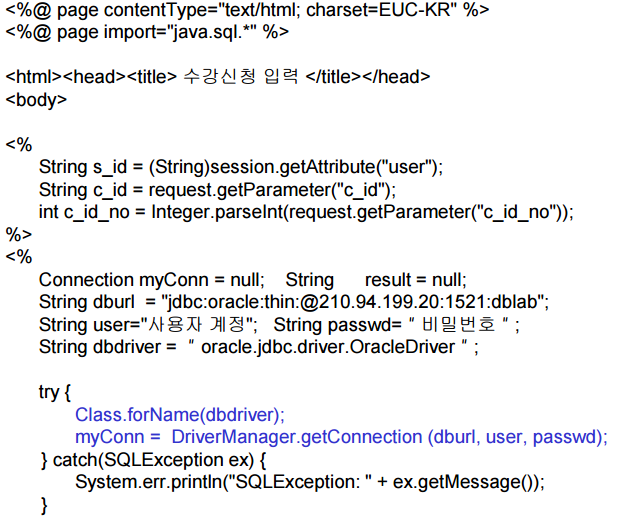 <%@ page contentType="text/html; charset=EUC-KR" %>
<%@ page import="java.sql.*" %>
<html><head><title> 수강신청 입력 </title></head>
<body>
<%
String s_id = (String)session.getAttribute("user");
String c_id = request.getParameter("c_id");
int c_id_no = Integer.parseInt(request.getParameter("c_id_no"));
%>
<%
Connection myConn = null; String result = null;
String dburl = "jdbc:oracle:thin:@210.94.199.20:1521:dblab";
String user="사용자 계정"; String passwd= " 비밀번호 " ;
String dbdriver = " oracle.jdbc.driver.OracleDriver " ;
try {
Class.forName(dbdriver);
myConn = DriverManager.getConnection (dburl, user, passwd);
} catch(SQLException ex) {
System.err.println("SQLException: " + ex.getMessage());
}